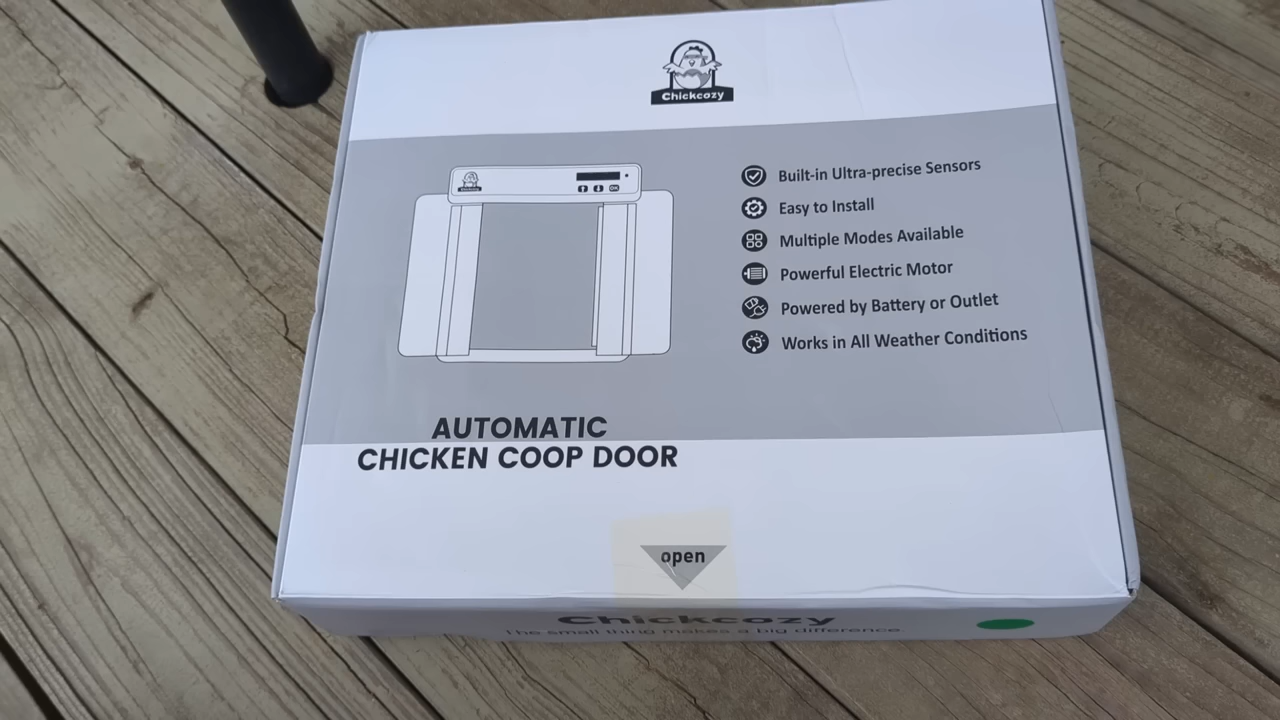 Chickcozy
Built-in Ultra-precise Sensors
Easy to Install
Multiple Modes Available
Powerful Electric Motor
Powered by Battery or Outlet
Works in All Weather Conditions
AUTOMATIC
CHICKEN COOP DOOR
open
Chickcozy
The small thing makes a big difference.